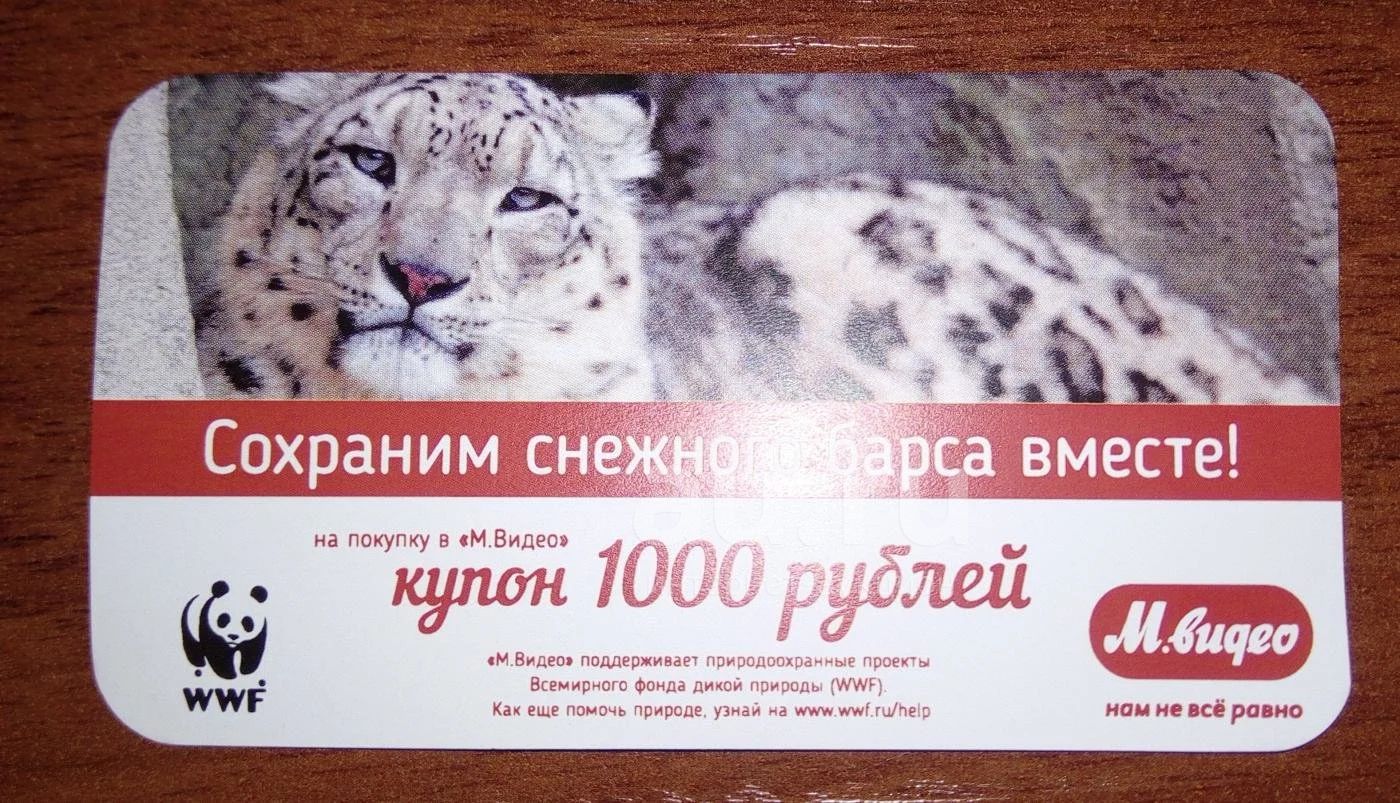 Сохраним снежного барса вместе!
на покупку в «М.Видео»
купон 1000 рублей
WWF
«М.Видео» поддерживает природоохранные проекты
Всемирного фонда дикой природы (WWF).
Как еще помочь природе, узнай на www.wwf.ru/help
М.видео
нам не всё равно